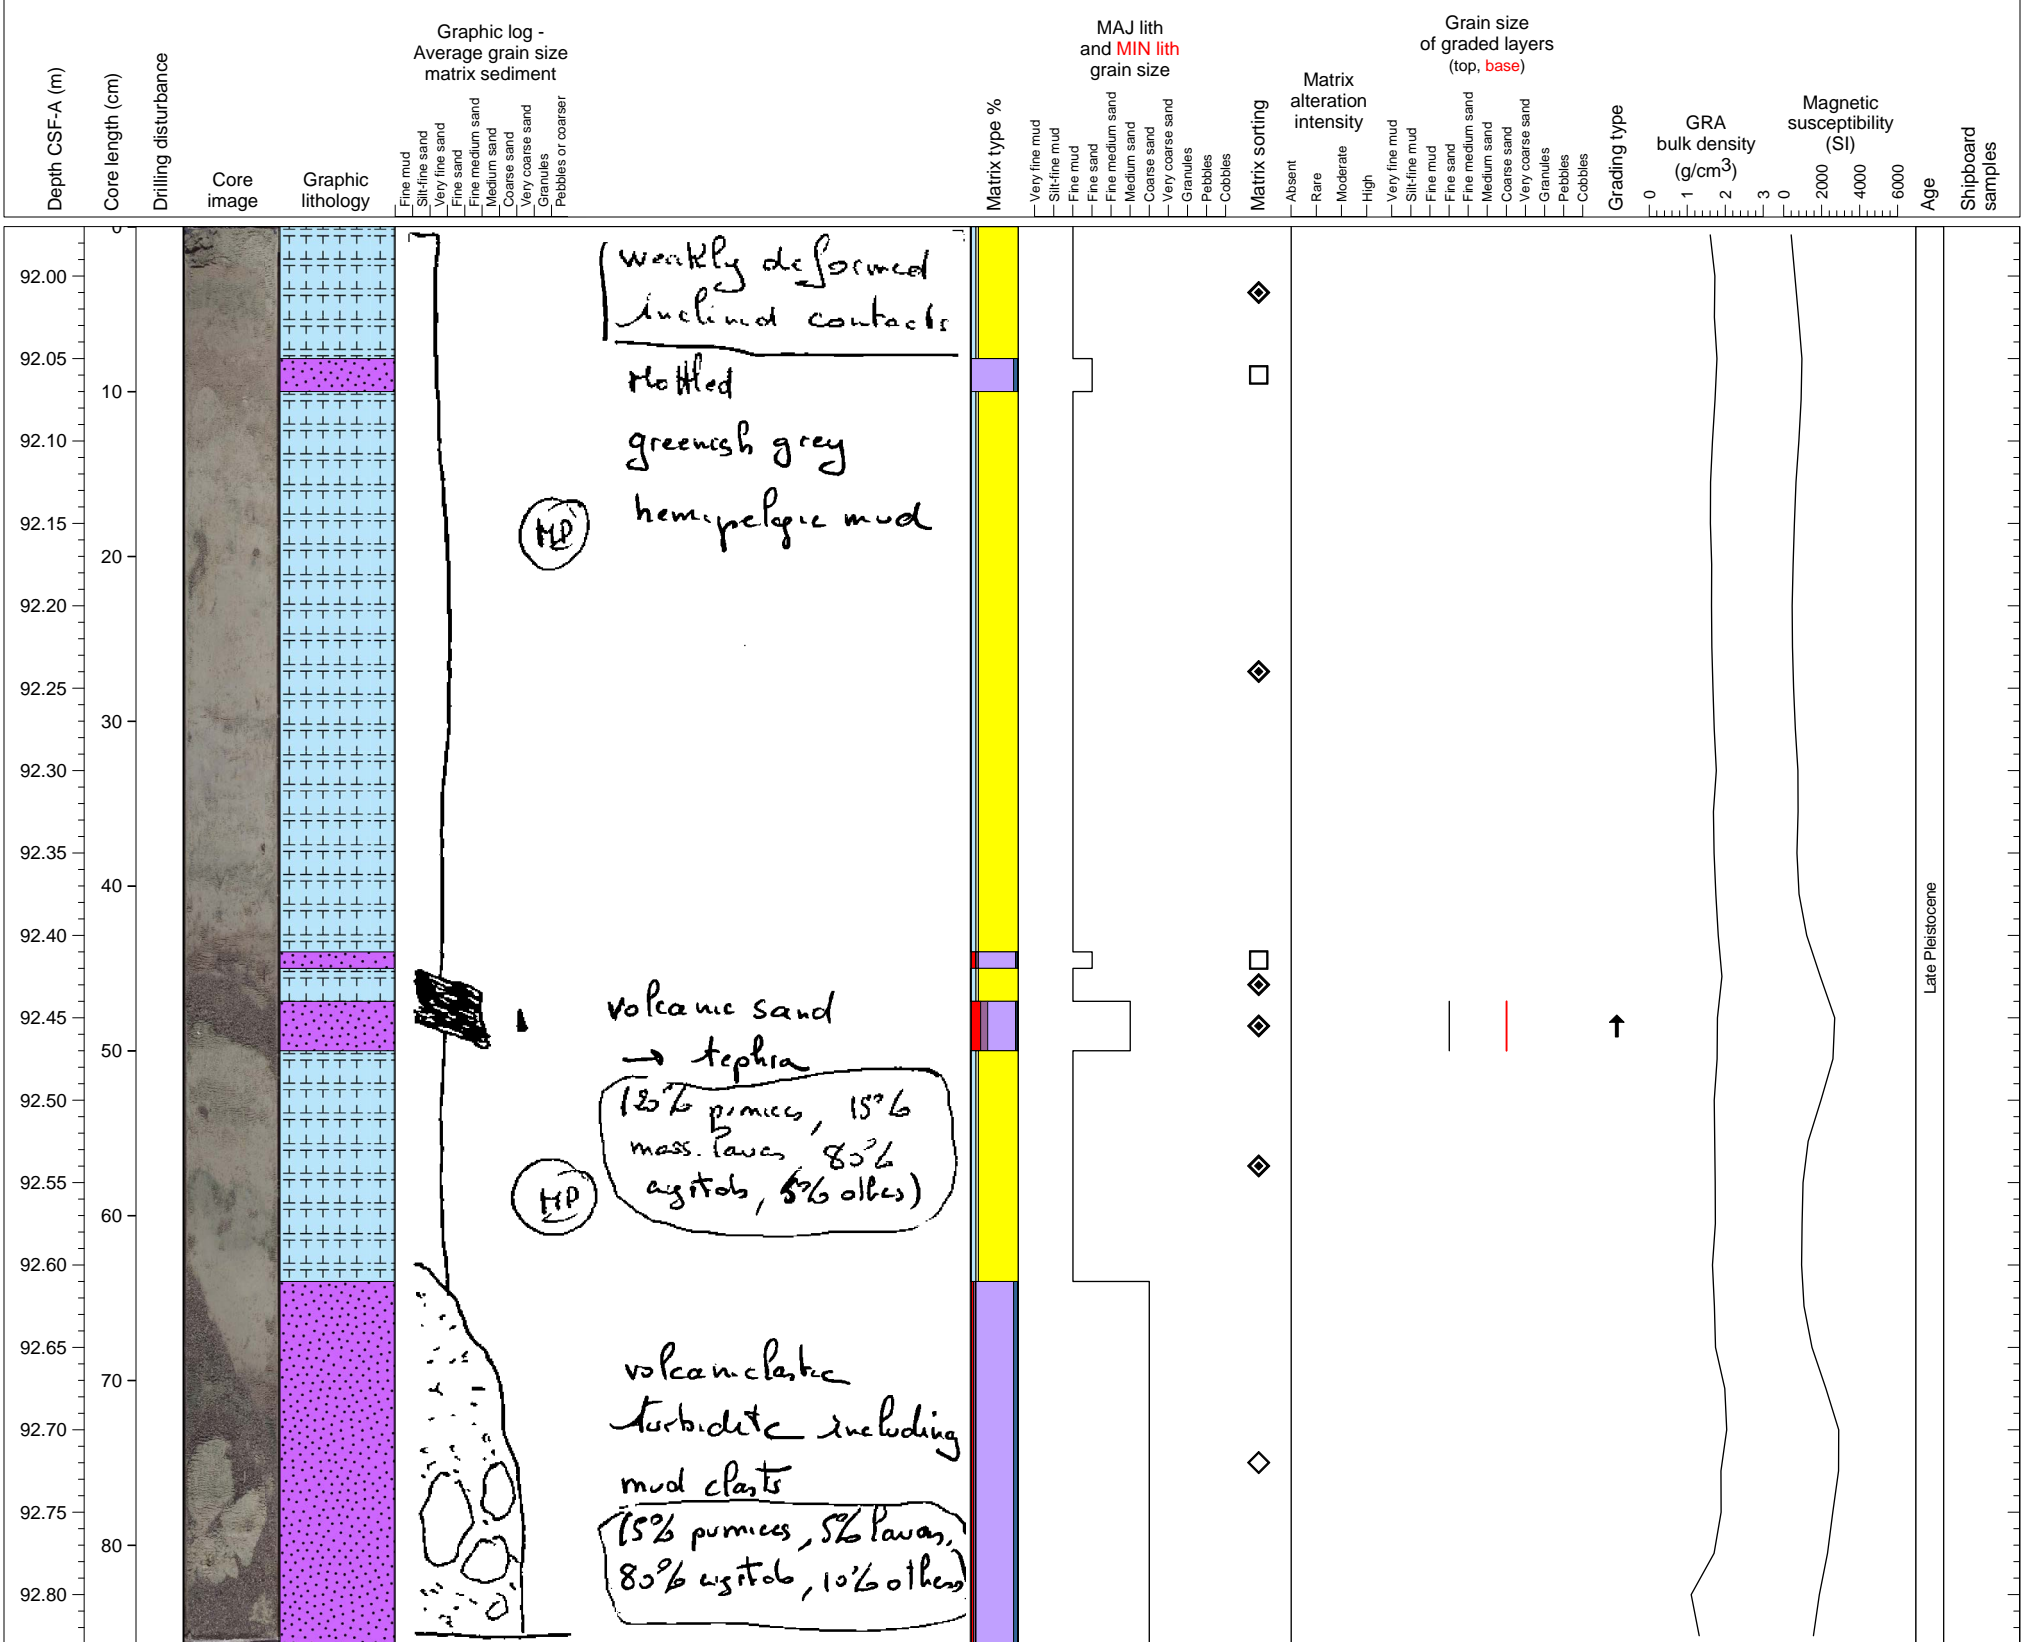 Depth CSF-A (m)
Core length (cm)
Drilling disturbance
Core
image
Graphic
lithology
Graphic log -
Average grain size
matrix sediment
Fine mud
Silt-fine sand
Very fine sand
Fine sand
Fine medium sand
Medium sand
Coarse sand
Very coarse sand
Granules
Pebbles or coarser
Matrix type %
MAJ lith
and MIN lith
grain size
Very fine mud
Silt-fine mud
Fine mud
Fine sand
Fine medium sand
Medium sand
Coarse sand
Very coarse sand
Granules
Pebbles
Cobbles
Matrix sorting
Matrix
alteration
intensity
Absent
Rare
Moderate
High
Grain size
of graded layers
(top, base)
Very fine mud
Silt-fine mud
Fine mud
Fine sand
Fine medium sand
Medium sand
Coarse sand
Very coarse sand
Granules
Pebbles
Cobbles
Grading type
GRA
bulk density
(g/cm3)
0 1 2 3
Magnetic
susceptibility
(SI)
0 2000 4000 6000
Age
Shipboard
samples
0
92.00
92.05
10
92.10
92.15
20
92.20
92.25
30
92.30
92.35
40
92.40
92.45
50
92.50
92.55
60
92.60
92.65
70
92.70
92.75
80
92.80
weakly deformed
inclined contacts
Mottled
greenish grey
hemipelagic mud
HP
volcanic sand
→ tephra
pumices, 15%
mass. lavas, 80%
5% others)
HP
volcaniclastic
turbidite including
mud clasts
(5% pumices, 5% lavas,
80% 10% others)
Late Pleistocene